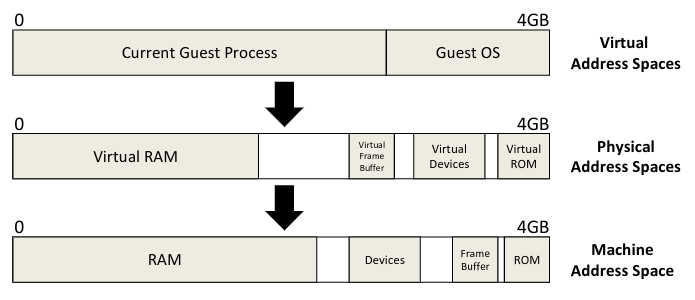 0 4GB
Current Guest Process Guest OS
Virtual
Address Spaces
0 4GB
Virtual RAM
Virtual
Frame
Buffer
Virtual
Devices
Virtual
ROM
Physical
Address Spaces
0 4GB
RAM
Devices
Frame
Buffer
ROM
Machine
Address Space